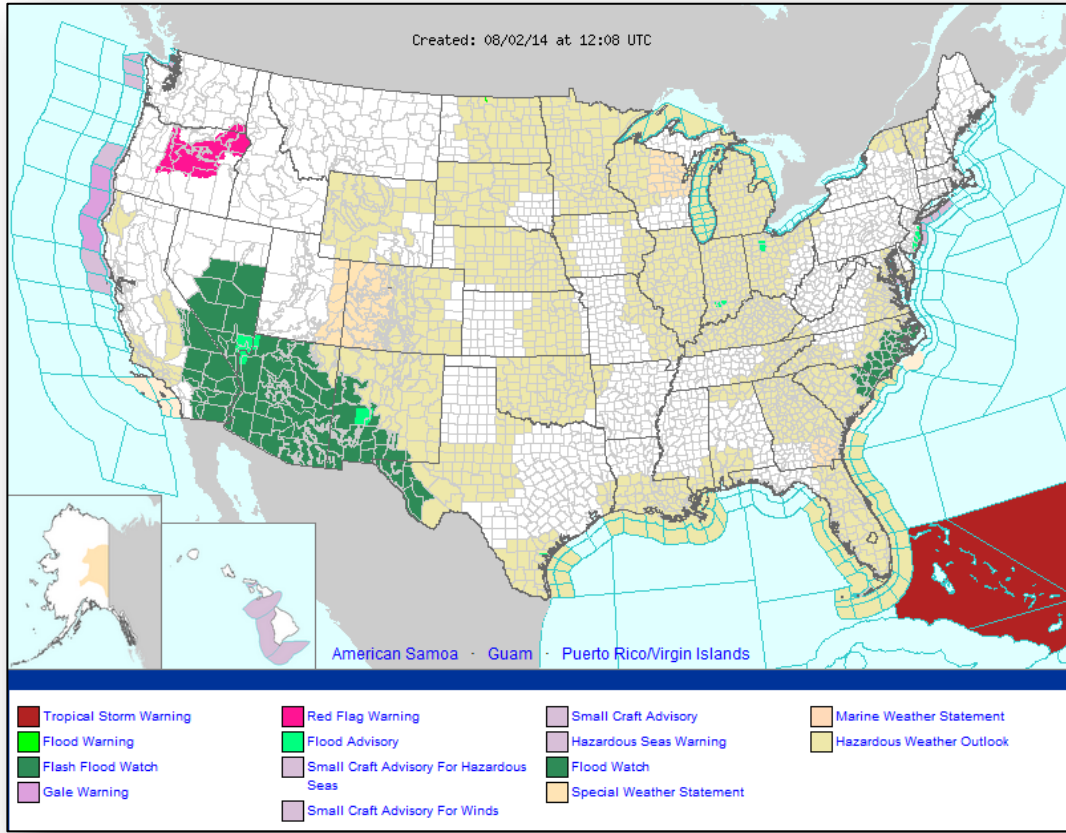 Created: 08/02/14 at 12:08 UTC
American Samoa - Guam - Puerto Rico/Virgin Islands
Tropical Storm Warning
Flood Warning
Flash Flood Watch
Gale Warning
Red Flag Warning
Flood Advisory
Small Craft Advisory For Hazardous
Seas
Small Craft Advisory For Winds
Small Craft Advisory
Hazardous Seas Warning
Flood Watch
Special Weather Statement
Marine Weather Statement
Hazardous Weather Outlook